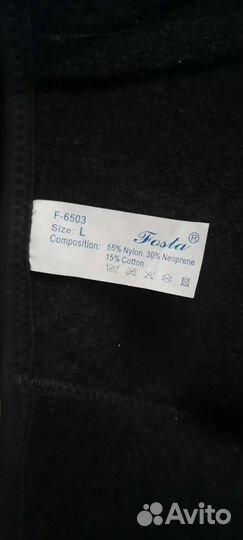 F-6503
Size: L
Fosta ®
Composition: 55% Nylon 30% Neoprene
15% Cotton
Avito